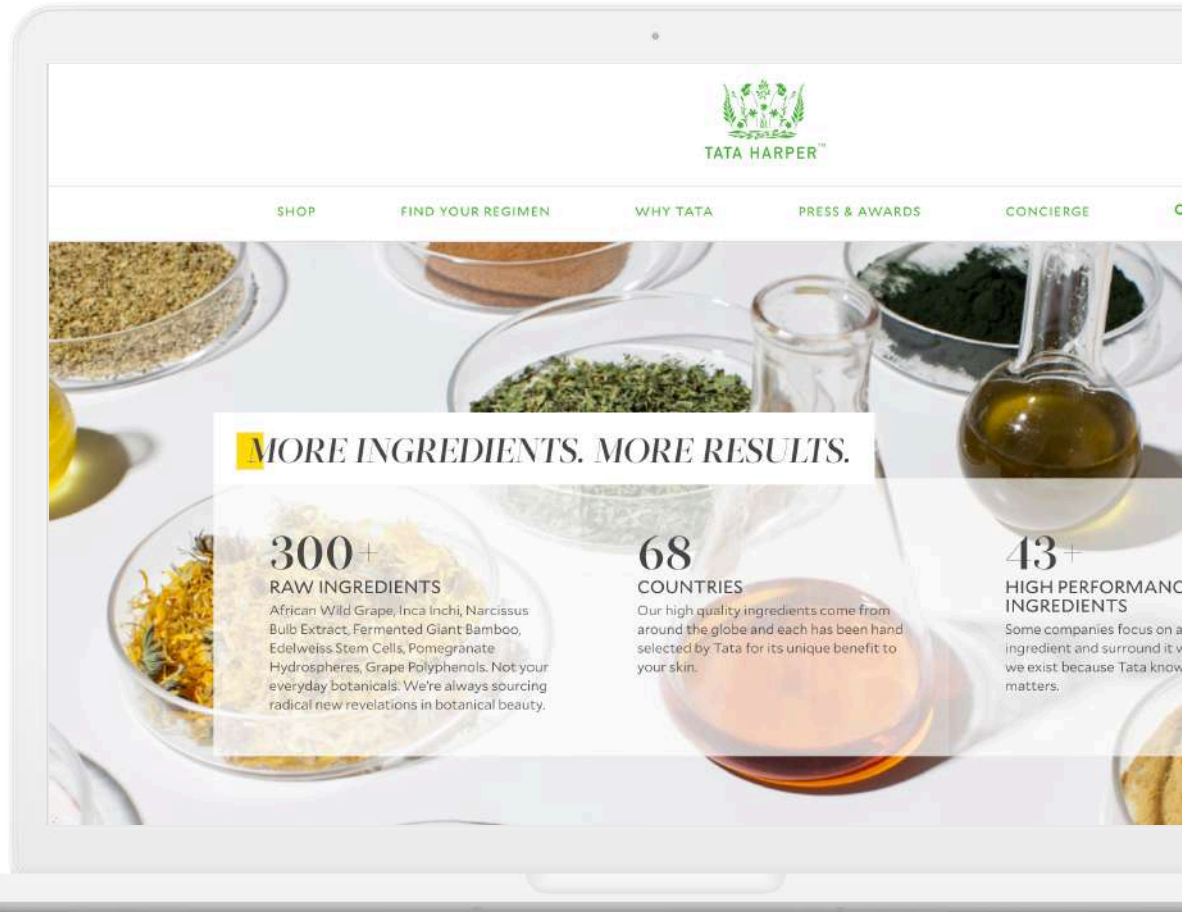 TATA HARPER™
SHOP
FIND YOUR REGIMEN
WHY TATA
PRESS & AWARDS
CONCIERGE
MORE INGREDIENTS. MORE RESULTS.
300+
RAW INGREDIENTS
African Wild Grape, Inca Inchi, Narcissus
Bulb Extract, Fermented Giant Bamboo,
Edelweiss Stem Cells, Pomegranate
Hydrospheres, Grape Polyphenols. Not your
everyday botanicals. We're always sourcing
radical new revelations in botanical beauty.
68
COUNTRIES
Our high quality ingredients come from
around the globe and each has been hand
selected by Tata for its unique benefit to
your skin.
43+
HIGH PERFORMANC
INGREDIENTS
Some companies focus on a
ingredient and surround it w
we exist because Tata know
matters.